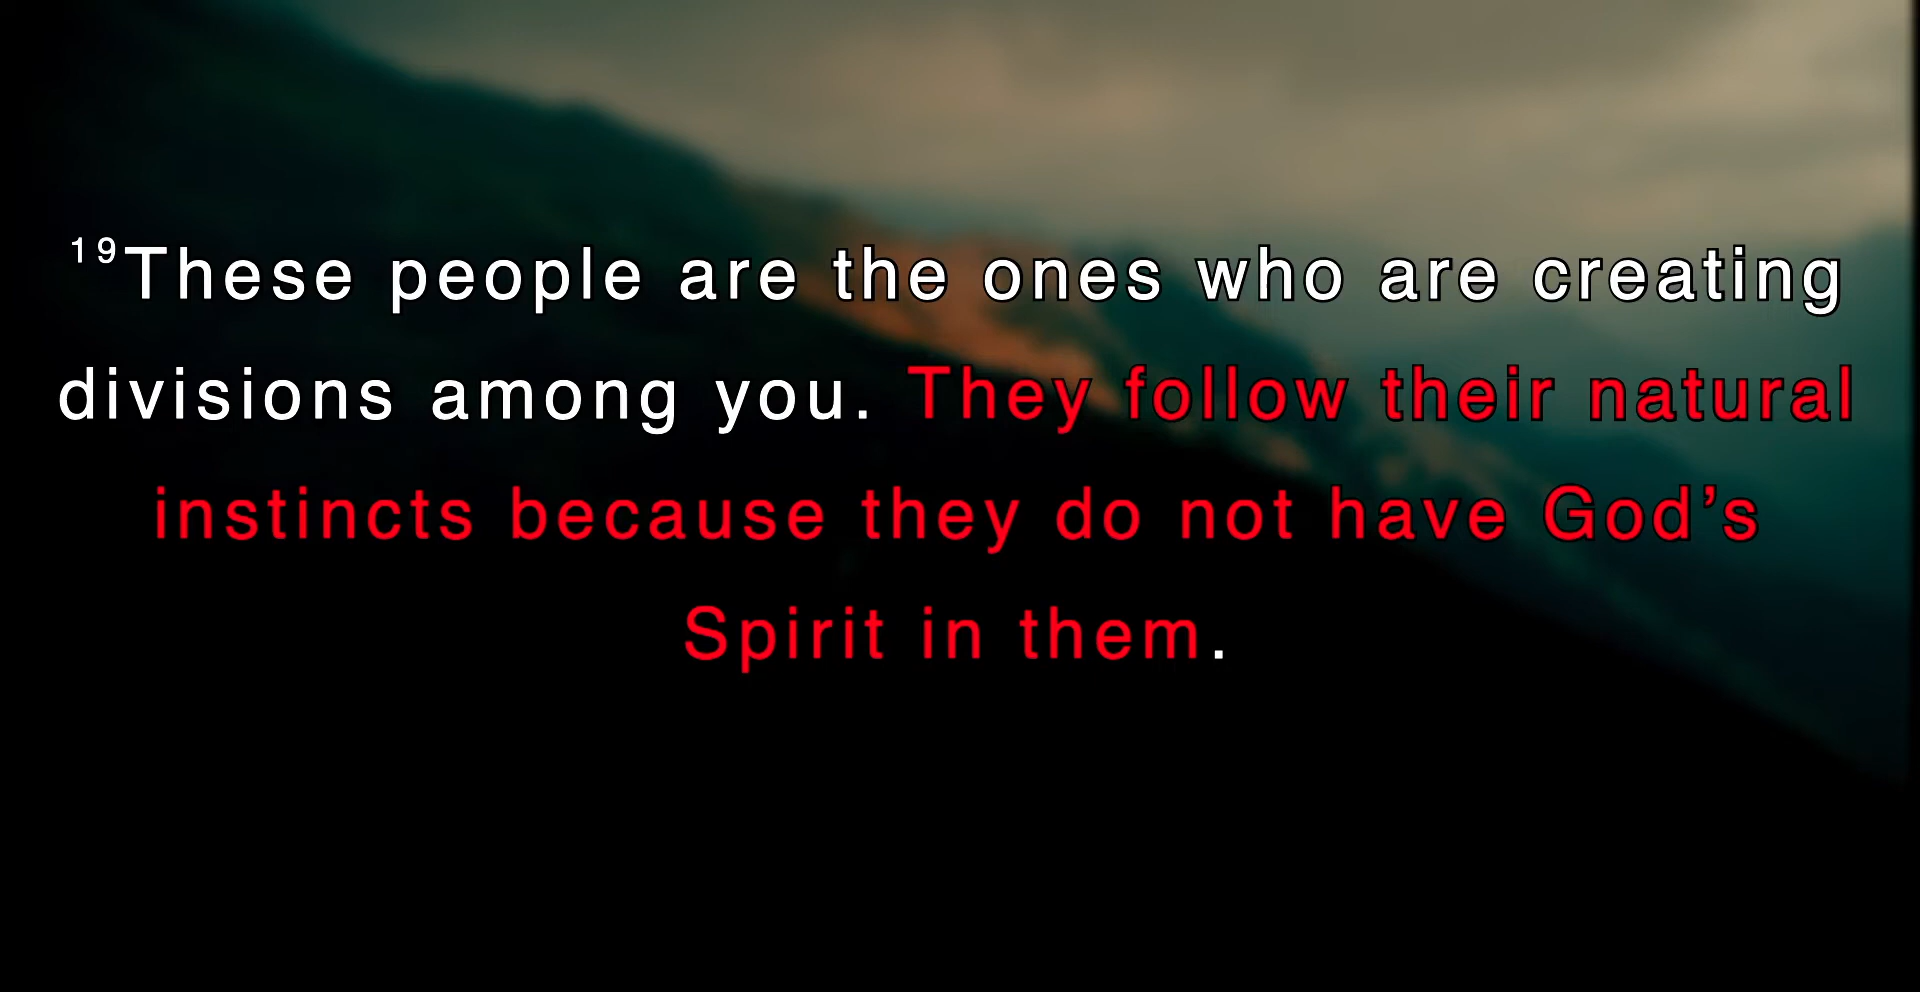 ¹⁹These people are the ones who are creating
divisions among you. They follow their natural
instincts because they do not have God’s
Spirit in them.